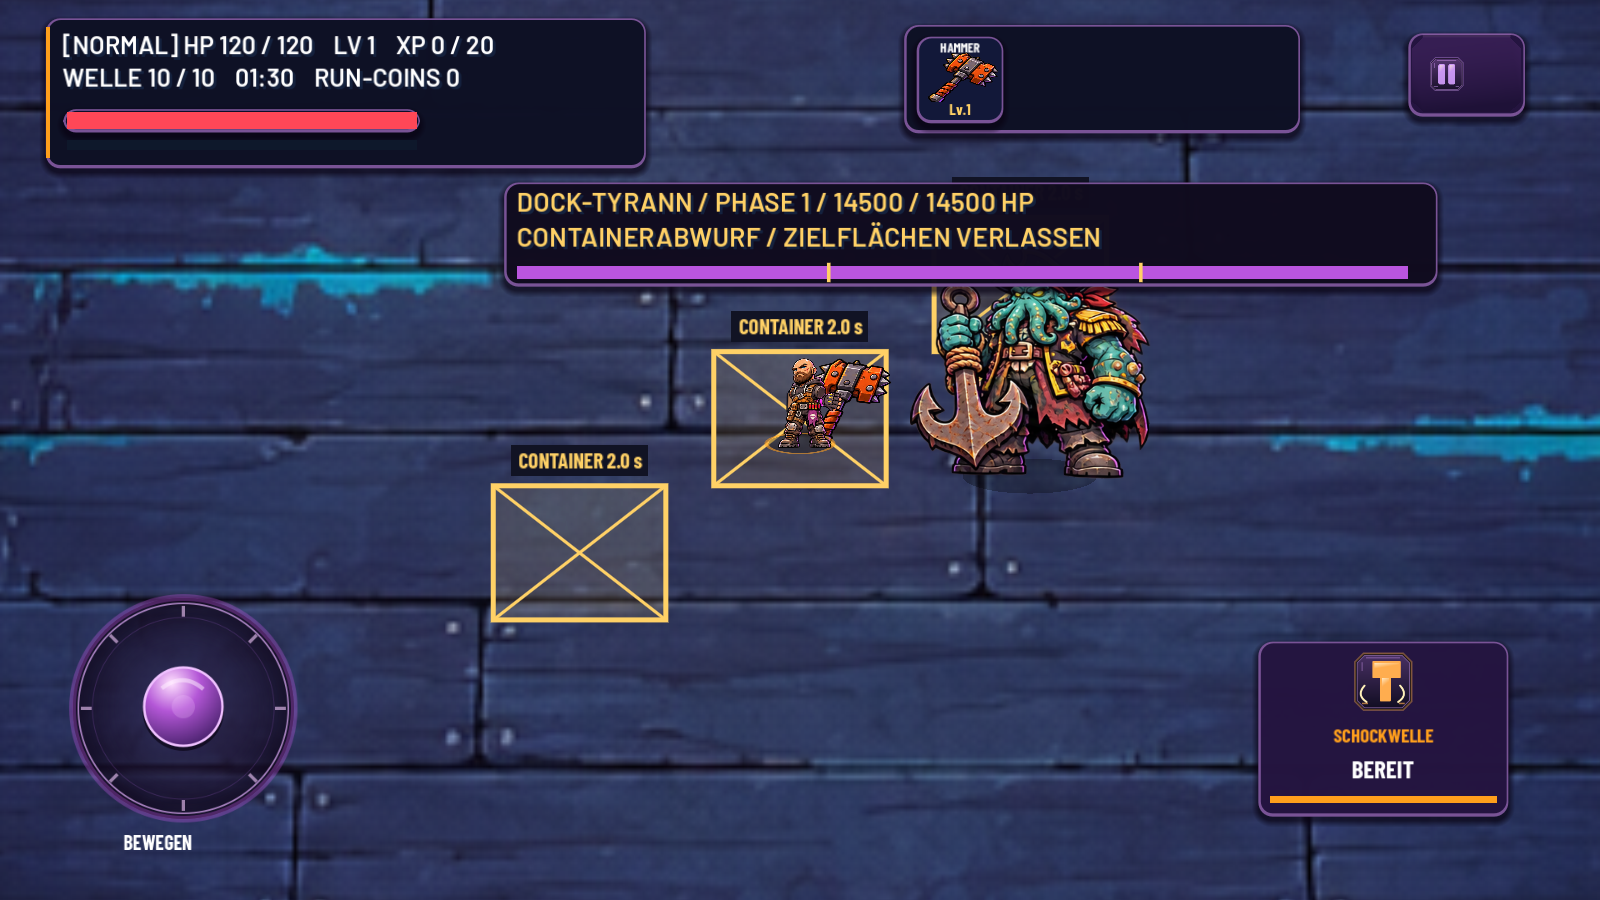 [NORMAL] HP 120 / 120 LV 1 XP 0 / 20
WELLE 10 / 10 01:30 RUN-COINS 0
HAMMER
Lv.1
DOCK-TYRANN / PHASE 1 / 14500 / 14500 HP
CONTAINERABWURF / ZIELFLÄCHEN VERLASSEN
CONTAINER 2.0 s
CONTAINER 2.0 s
SCHOCKWELLE
BEREIT
BEWEGEN